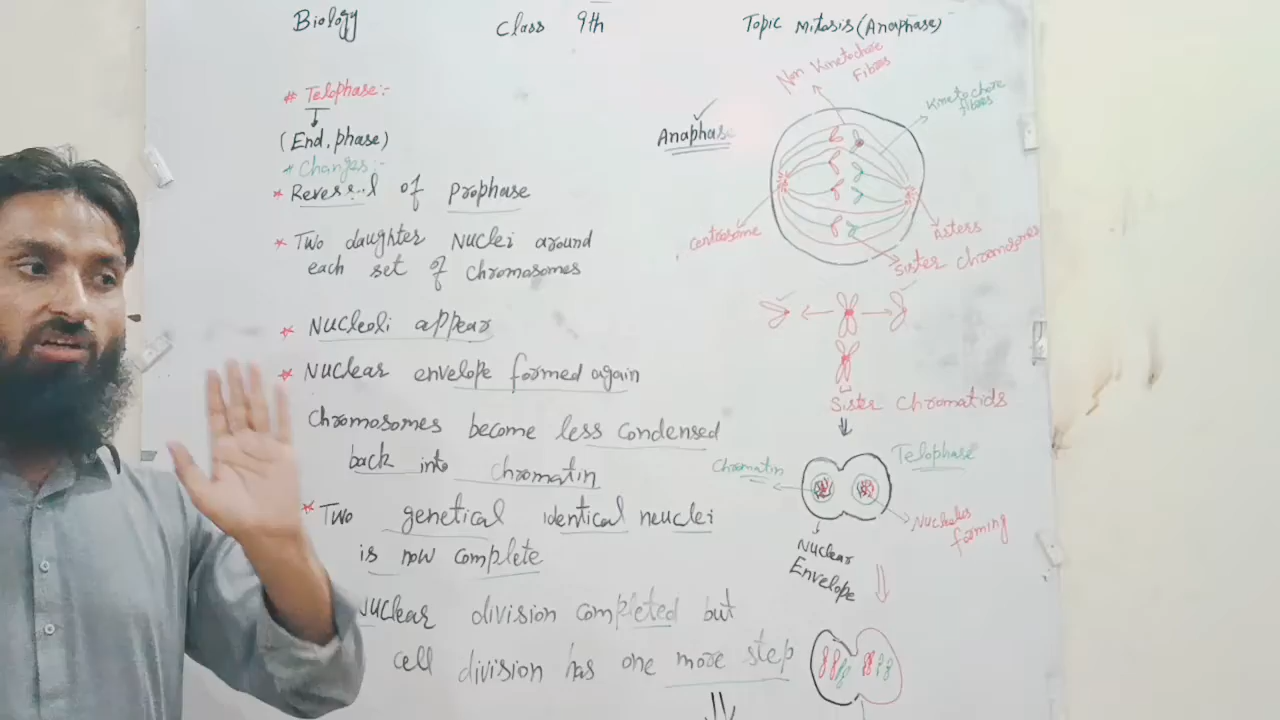 Biology
Class 9th
Topic Mitosis (Anaphase)
# Telophase:-
(End, phase)
* Changes:-
* Reversal of prophase
* Two daughter Nuclei around
each set of chromosomes
* Nucleoli appear
* Nuclear envelope formed again
Chromosomes become less condensed
back into chromatin
* Two genetical identical neuclei
is now complete
Nuclear division completed but
cell division has one more step
Anaphase
Non Kinetochore
Fibres
Kinetochore
fibres
Centrosome
Asters
Sister chromosomes
Sister Chromatids
Telophase
Chromatin
Nucleolus
forming
Nuclear
Envelope